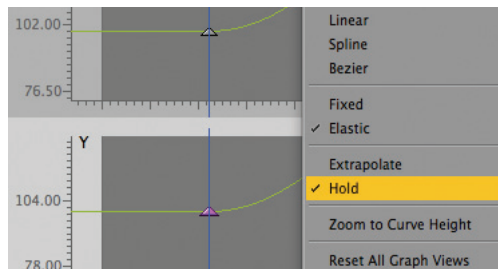 102.00
76.50
Y
104.00
78.00
Linear
Spline
Bezier
Fixed
✓ Elastic
Extrapolate
✓ Hold
Zoom to Curve Height
Reset All Graph Views